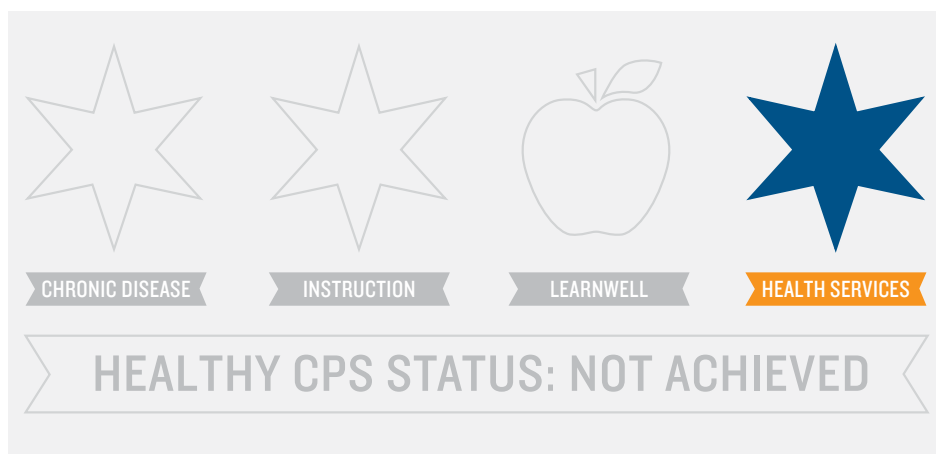 CHRONIC DISEASE
INSTRUCTION
LEARNWELL
HEALTH SERVICES
HEALTHY CPS STATUS: NOT ACHIEVED